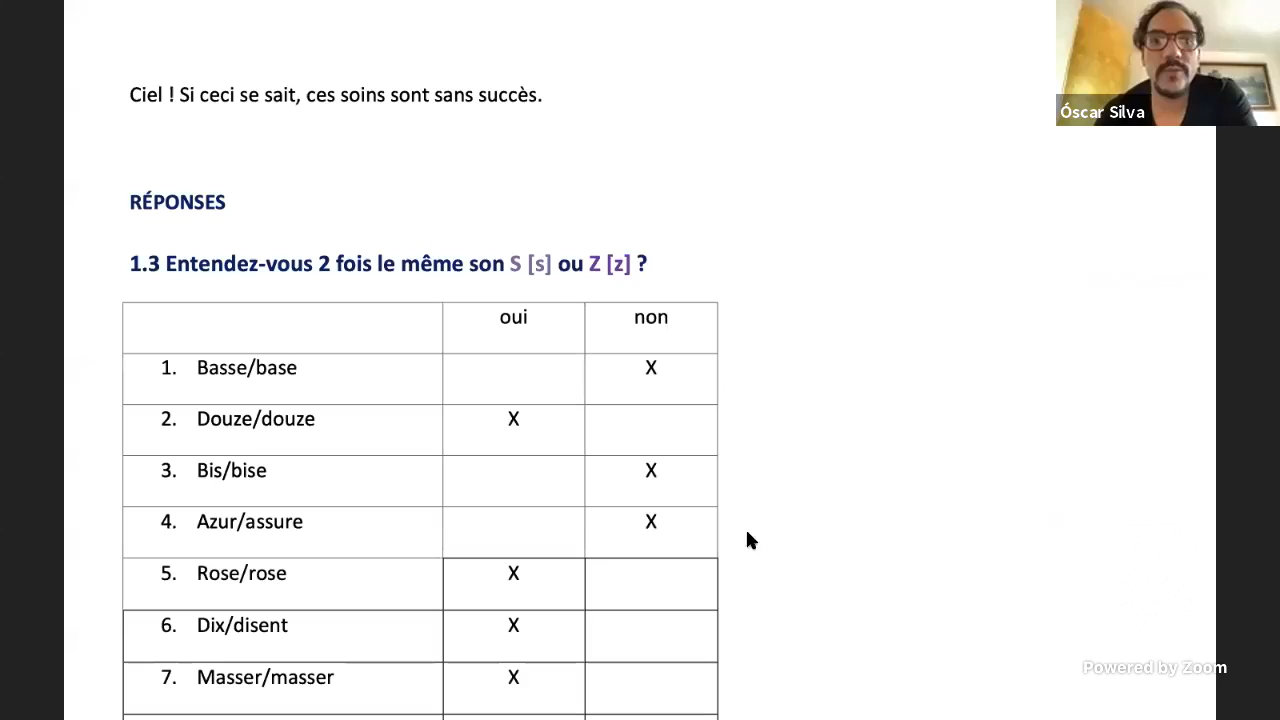 Óscar Silva
Ciel ! Si ceci se sait, ces soins sont sans succès.
RÉPONSES
1.3 Entendez-vous 2 fois le même son S [s] ou Z [z] ?
oui non
1. Basse/base X
2. Douze/douze X
3. Bis/bise X
4. Azur/assure X
5. Rose/rose X
6. Dix/disent X
7. Masser/masser X
Powered by Zoom